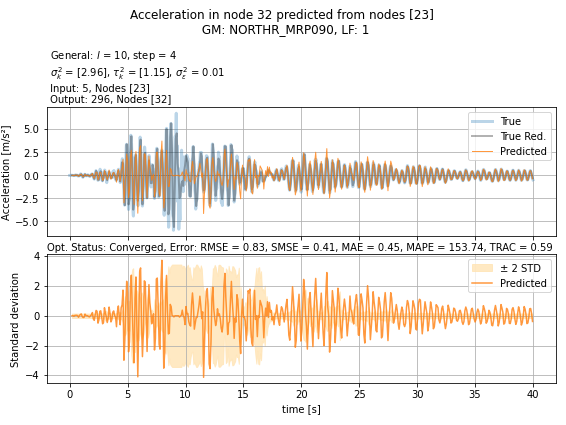 Acceleration in node 32 predicted from nodes [23]
GM: NORTHR_MRP090, LF: 1
General: l = 10, step = 4
σ²ₖ = [2.96], τ²ₖ = [1.15], σ²ε = 0.01
Input: 5, Nodes [23]
Output: 296, Nodes [32]
Acceleration [m/s²]
5.0
2.5
0.0
−2.5
−5.0
True
True Red.
Predicted
Opt. Status: Converged, Error: RMSE = 0.83, SMSE = 0.41, MAE = 0.45, MAPE = 153.74, TRAC = 0.59
Standard deviation
4
2
0
−2
−4
± 2 STD
Predicted
0 5 10 15 20 25 30 35 40
time [s]